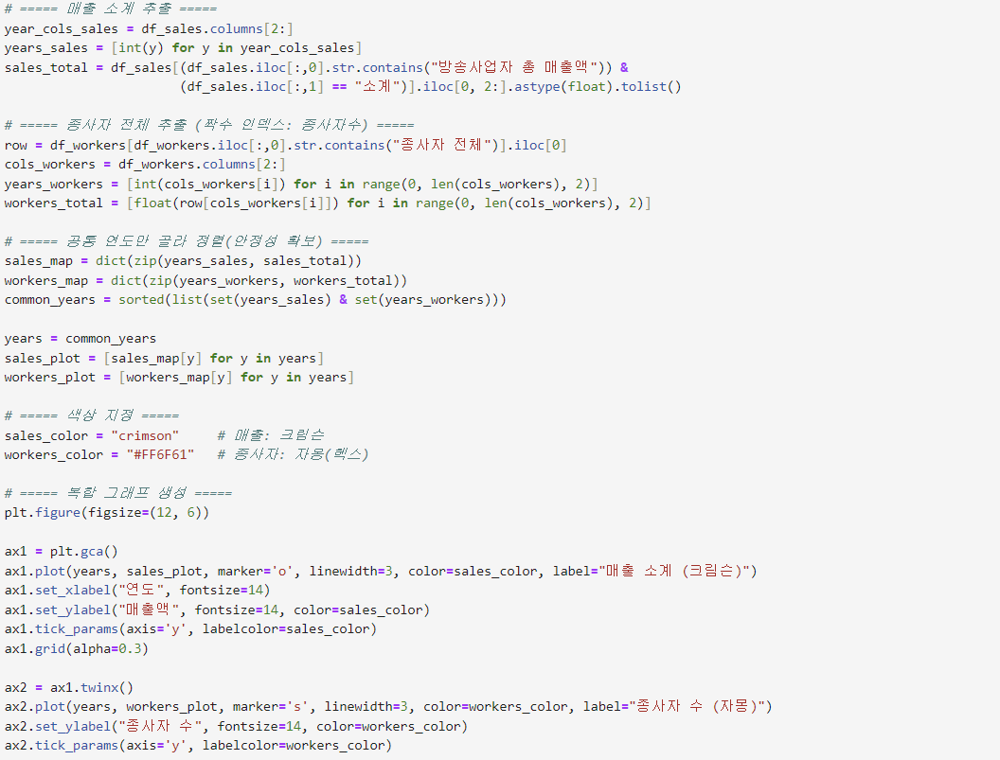 # ===== 매출 소계 추출 =====
year_cols_sales = df_sales.columns[2:]
years_sales = [int(y) for y in year_cols_sales]
sales_total = df_sales[(df_sales.iloc[:,0].str.contains("방송사업자 총 매출액")) &
(df_sales.iloc[:,1] == "소계")].iloc[0, 2:].astype(float).tolist()
# ===== 종사자 전체 추출 (짝수 인덱스: 종사자수) =====
row = df_workers[df_workers.iloc[:,0].str.contains("종사자 전체")].iloc[0]
cols_workers = df_workers.columns[2:]
years_workers = [int(cols_workers[i]) for i in range(0, len(cols_workers), 2)]
workers_total = [float(row[cols_workers[i]]) for i in range(0, len(cols_workers), 2)]
# ===== 공통 연도만 골라 정렬(안정성 확보) =====
sales_map = dict(zip(years_sales, sales_total))
workers_map = dict(zip(years_workers, workers_total))
common_years = sorted(list(set(years_sales) & set(years_workers)))
years = common_years
sales_plot = [sales_map[y] for y in years]
workers_plot = [workers_map[y] for y in years]
# ===== 색상 지정 =====
sales_color = "crimson"     # 매출: 크림슨
workers_color = "#FF6F61"   # 종사자: 자몽(헥스)
# ===== 복합 그래프 생성 =====
plt.figure(figsize=(12, 6))
ax1 = plt.gca()
ax1.plot(years, sales_plot, marker='o', linewidth=3, color=sales_color, label="매출 소계 (크림슨)")
ax1.set_xlabel("연도", fontsize=14)
ax1.set_ylabel("매출액", fontsize=14, color=sales_color)
ax1.tick_params(axis='y', labelcolor=sales_color)
ax1.grid(alpha=0.3)
ax2 = ax1.twinx()
ax2.plot(years, workers_plot, marker='s', linewidth=3, color=workers_color, label="종사자 수 (자몽)")
ax2.set_ylabel("종사자 수", fontsize=14, color=workers_color)
ax2.tick_params(axis='y', labelcolor=workers_color)